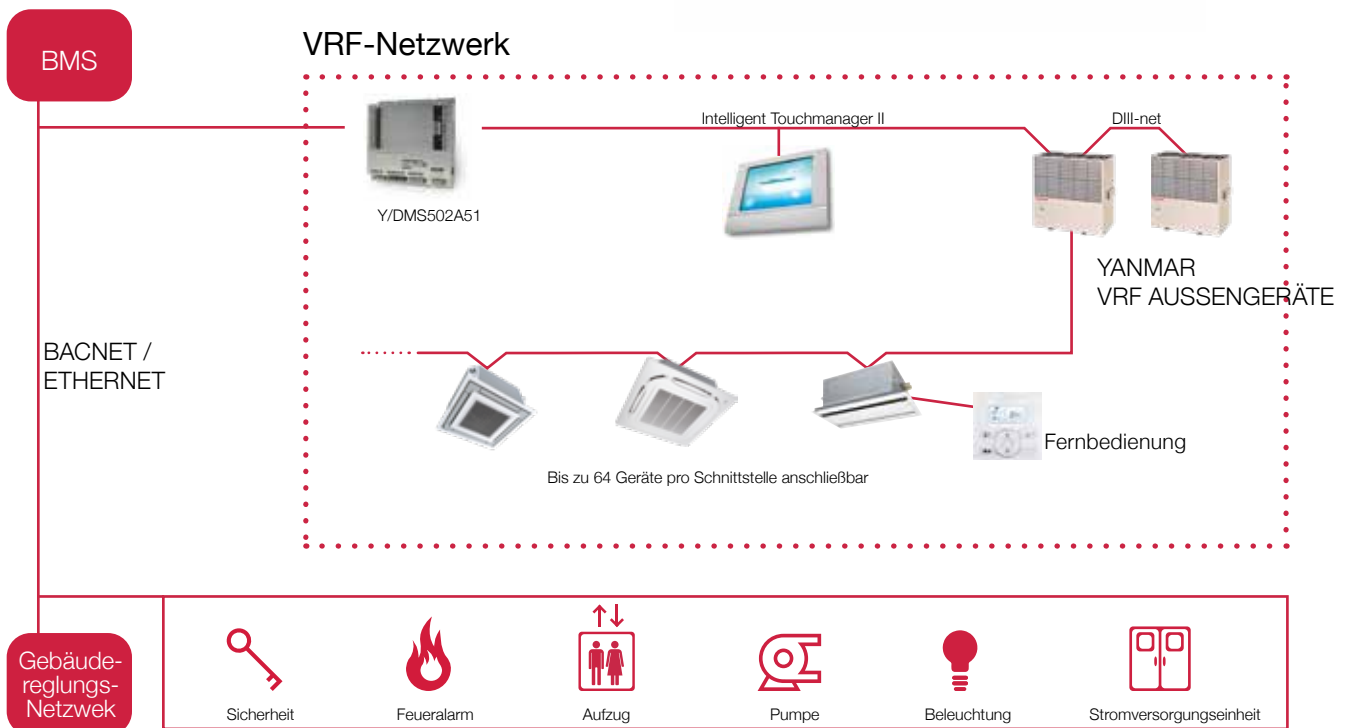 BMS
VRF-Netzwerk
Intelligent Touchmanager II
DIII-net
Y/DMS502A51
YANMAR
VRF AUSSENGERÄTE
BACNET /
ETHERNET
Fernbedienung
Bis zu 64 Geräte pro Schnittstelle anschließbar
Gebäude-
reglungs-
Netzwek
Sicherheit
Feueralarm
Aufzug
Pumpe
Beleuchtung
Stromversorgungseinheit